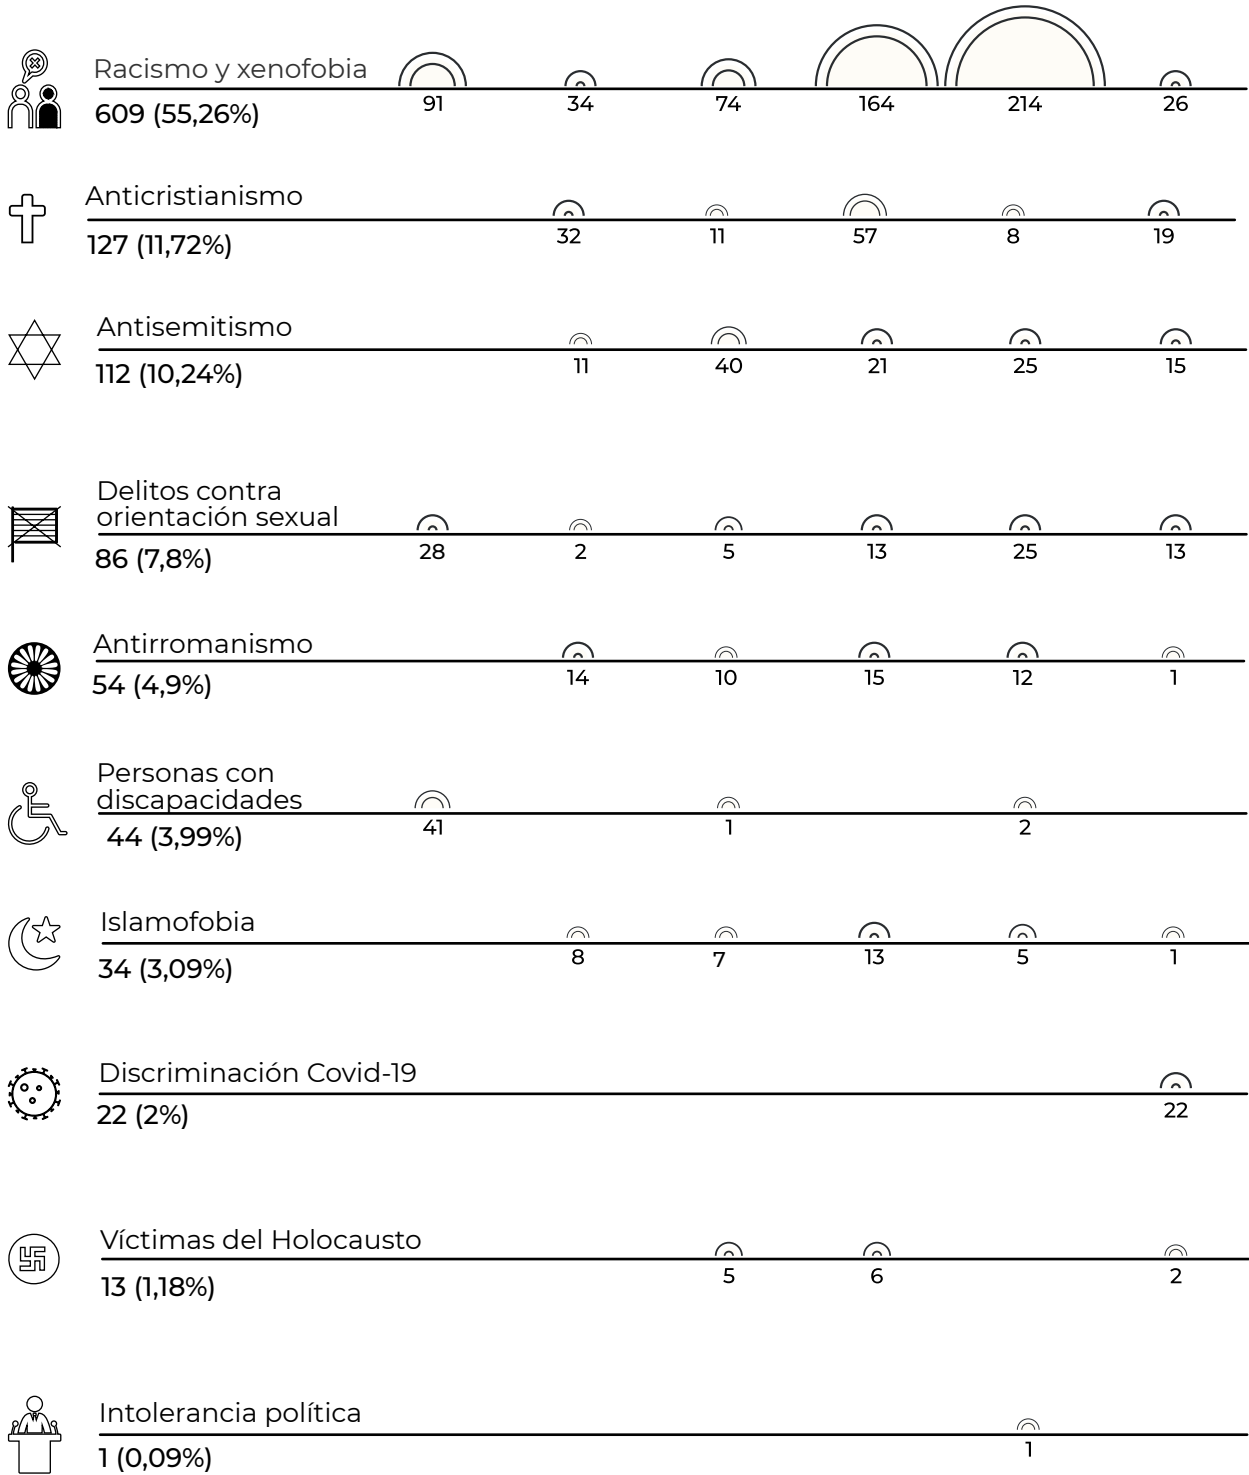 Racismo y xenofobia
609 (55,26%)
91 34 74 164 214 26
Anticristianismo
127 (11,72%)
32 11 57 8 19
Antisemitismo
112 (10,24%)
11 40 21 25 15
Delitos contra
orientación sexual
86 (7,8%)
28 2 5 13 25 13
Antirromanismo
54 (4,9%)
14 10 15 12 1
Personas con
discapacidades
44 (3,99%)
41 1 2
Islamofobia
34 (3,09%)
8 7 13 5 1
Discriminación Covid-19
22 (2%)
22
Víctimas del Holocausto
13 (1,18%)
5 6 2
Intolerancia política
1 (0,09%)
1